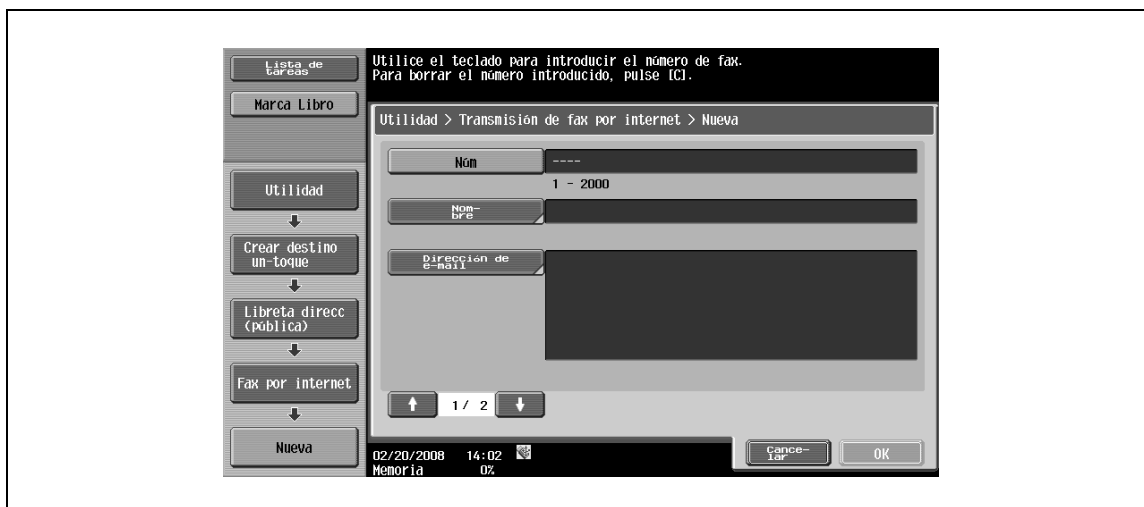 Lista de
tareas
Marca Libro
Utilidad
Crear destino
un-toque
Libreta direcc
(pública)
Fax por internet
Nueva
Utilice el teclado para introducir el número de fax.
Para borrar el número introducido, pulse [C].
Utilidad > Transmisión de fax por internet > Nueva
Núm
----
1 - 2000
Nom-
bre
Dirección de
e-mail
1/ 2
02/20/2008 14:02
Memoria 0%
Cance-
lar
OK